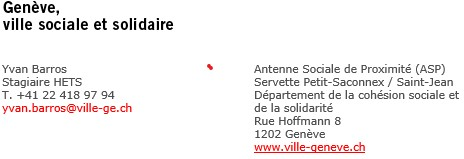 Genève,
ville sociale et solidaire
Yvan Barros
Stagiaire HETS
T. +41 22 418 97 94
yvan.barros@ville-ge.ch
Antenne Sociale de Proximité (ASP)
Servette Petit-Saconnex / Saint-Jean
Département de la cohésion sociale et
de la solidarité
Rue Hoffmann 8
1202 Genève
www.ville-geneve.ch